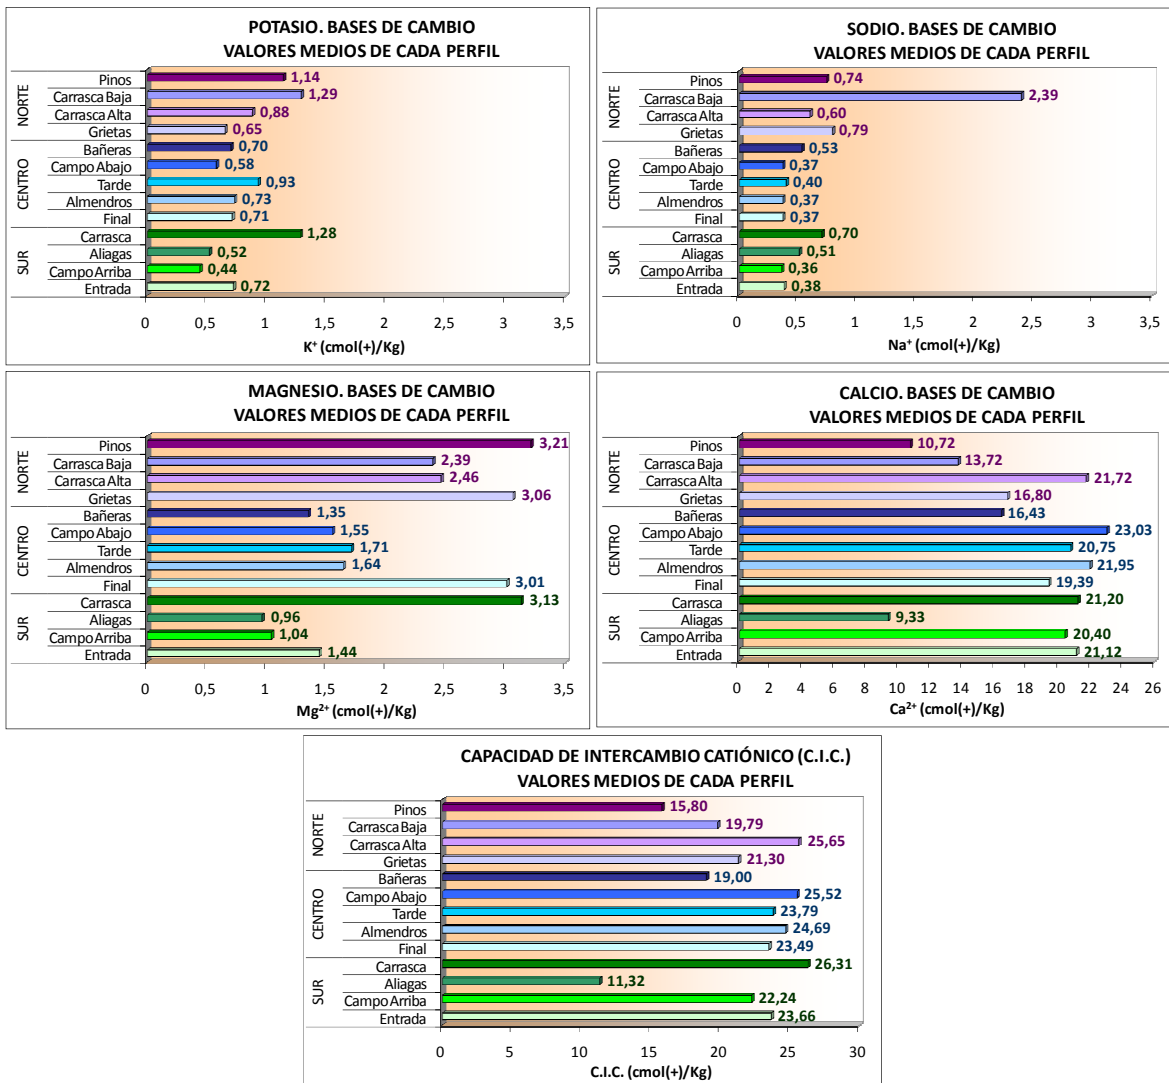 POTASIO. BASES DE CAMBIO
VALORES MEDIOS DE CADA PERFIL
NORTE
Pinos 1,14
Carrasca Baja 1,29
Carrasca Alta 0,88
Grietas 0,65
CENTRO
Bañeras 0,70
Campo Abajo 0,58
Tarde 0,93
Almendros 0,73
Final 0,71
SUR
Carrasca 1,28
Aliagas 0,52
Campo Arriba 0,44
Entrada 0,72
0 0,5 1 1,5 2 2,5 3 3,5
K⁺ (cmol(+)/Kg)
SODIO. BASES DE CAMBIO
VALORES MEDIOS DE CADA PERFIL
NORTE
Pinos 0,74
Carrasca Baja 2,39
Carrasca Alta 0,60
Grietas 0,79
CENTRO
Bañeras 0,53
Campo Abajo 0,37
Tarde 0,40
Almendros 0,37
Final 0,37
SUR
Carrasca 0,70
Aliagas 0,51
Campo Arriba 0,36
Entrada 0,38
0 0,5 1 1,5 2 2,5 3 3,5
Na⁺ (cmol(+)/Kg)
MAGNESIO. BASES DE CAMBIO
VALORES MEDIOS DE CADA PERFIL
NORTE
Pinos 3,21
Carrasca Baja 2,39
Carrasca Alta 2,46
Grietas 3,06
CENTRO
Bañeras 1,35
Campo Abajo 1,55
Tarde 1,71
Almendros 1,64
Final 3,01
SUR
Carrasca 3,13
Aliagas 0,96
Campo Arriba 1,04
Entrada 1,44
0 0,5 1 1,5 2 2,5 3 3,5
Mg²⁺ (cmol(+)/Kg)
CALCIO. BASES DE CAMBIO
VALORES MEDIOS DE CADA PERFIL
NORTE
Pinos 10,72
Carrasca Baja 13,72
Carrasca Alta 21,72
Grietas 16,80
CENTRO
Bañeras 16,43
Campo Abajo 23,03
Tarde 20,75
Almendros 21,95
Final 19,39
SUR
Carrasca 21,20
Aliagas 9,33
Campo Arriba 20,40
Entrada 21,12
0 2 4 6 8 10 12 14 16 18 20 22 24 26
Ca²⁺ (cmol(+)/Kg)
CAPACIDAD DE INTERCAMBIO CATIÓNICO (C.I.C.)
VALORES MEDIOS DE CADA PERFIL
NORTE
Pinos 15,80
Carrasca Baja 19,79
Carrasca Alta 25,65
Grietas 21,30
CENTRO
Bañeras 19,00
Campo Abajo 25,52
Tarde 23,79
Almendros 24,69
Final 23,49
SUR
Carrasca 26,31
Aliagas 11,32
Campo Arriba 22,24
Entrada 23,66
0 5 10 15 20 25 30
C.I.C. (cmol(+)/Kg)